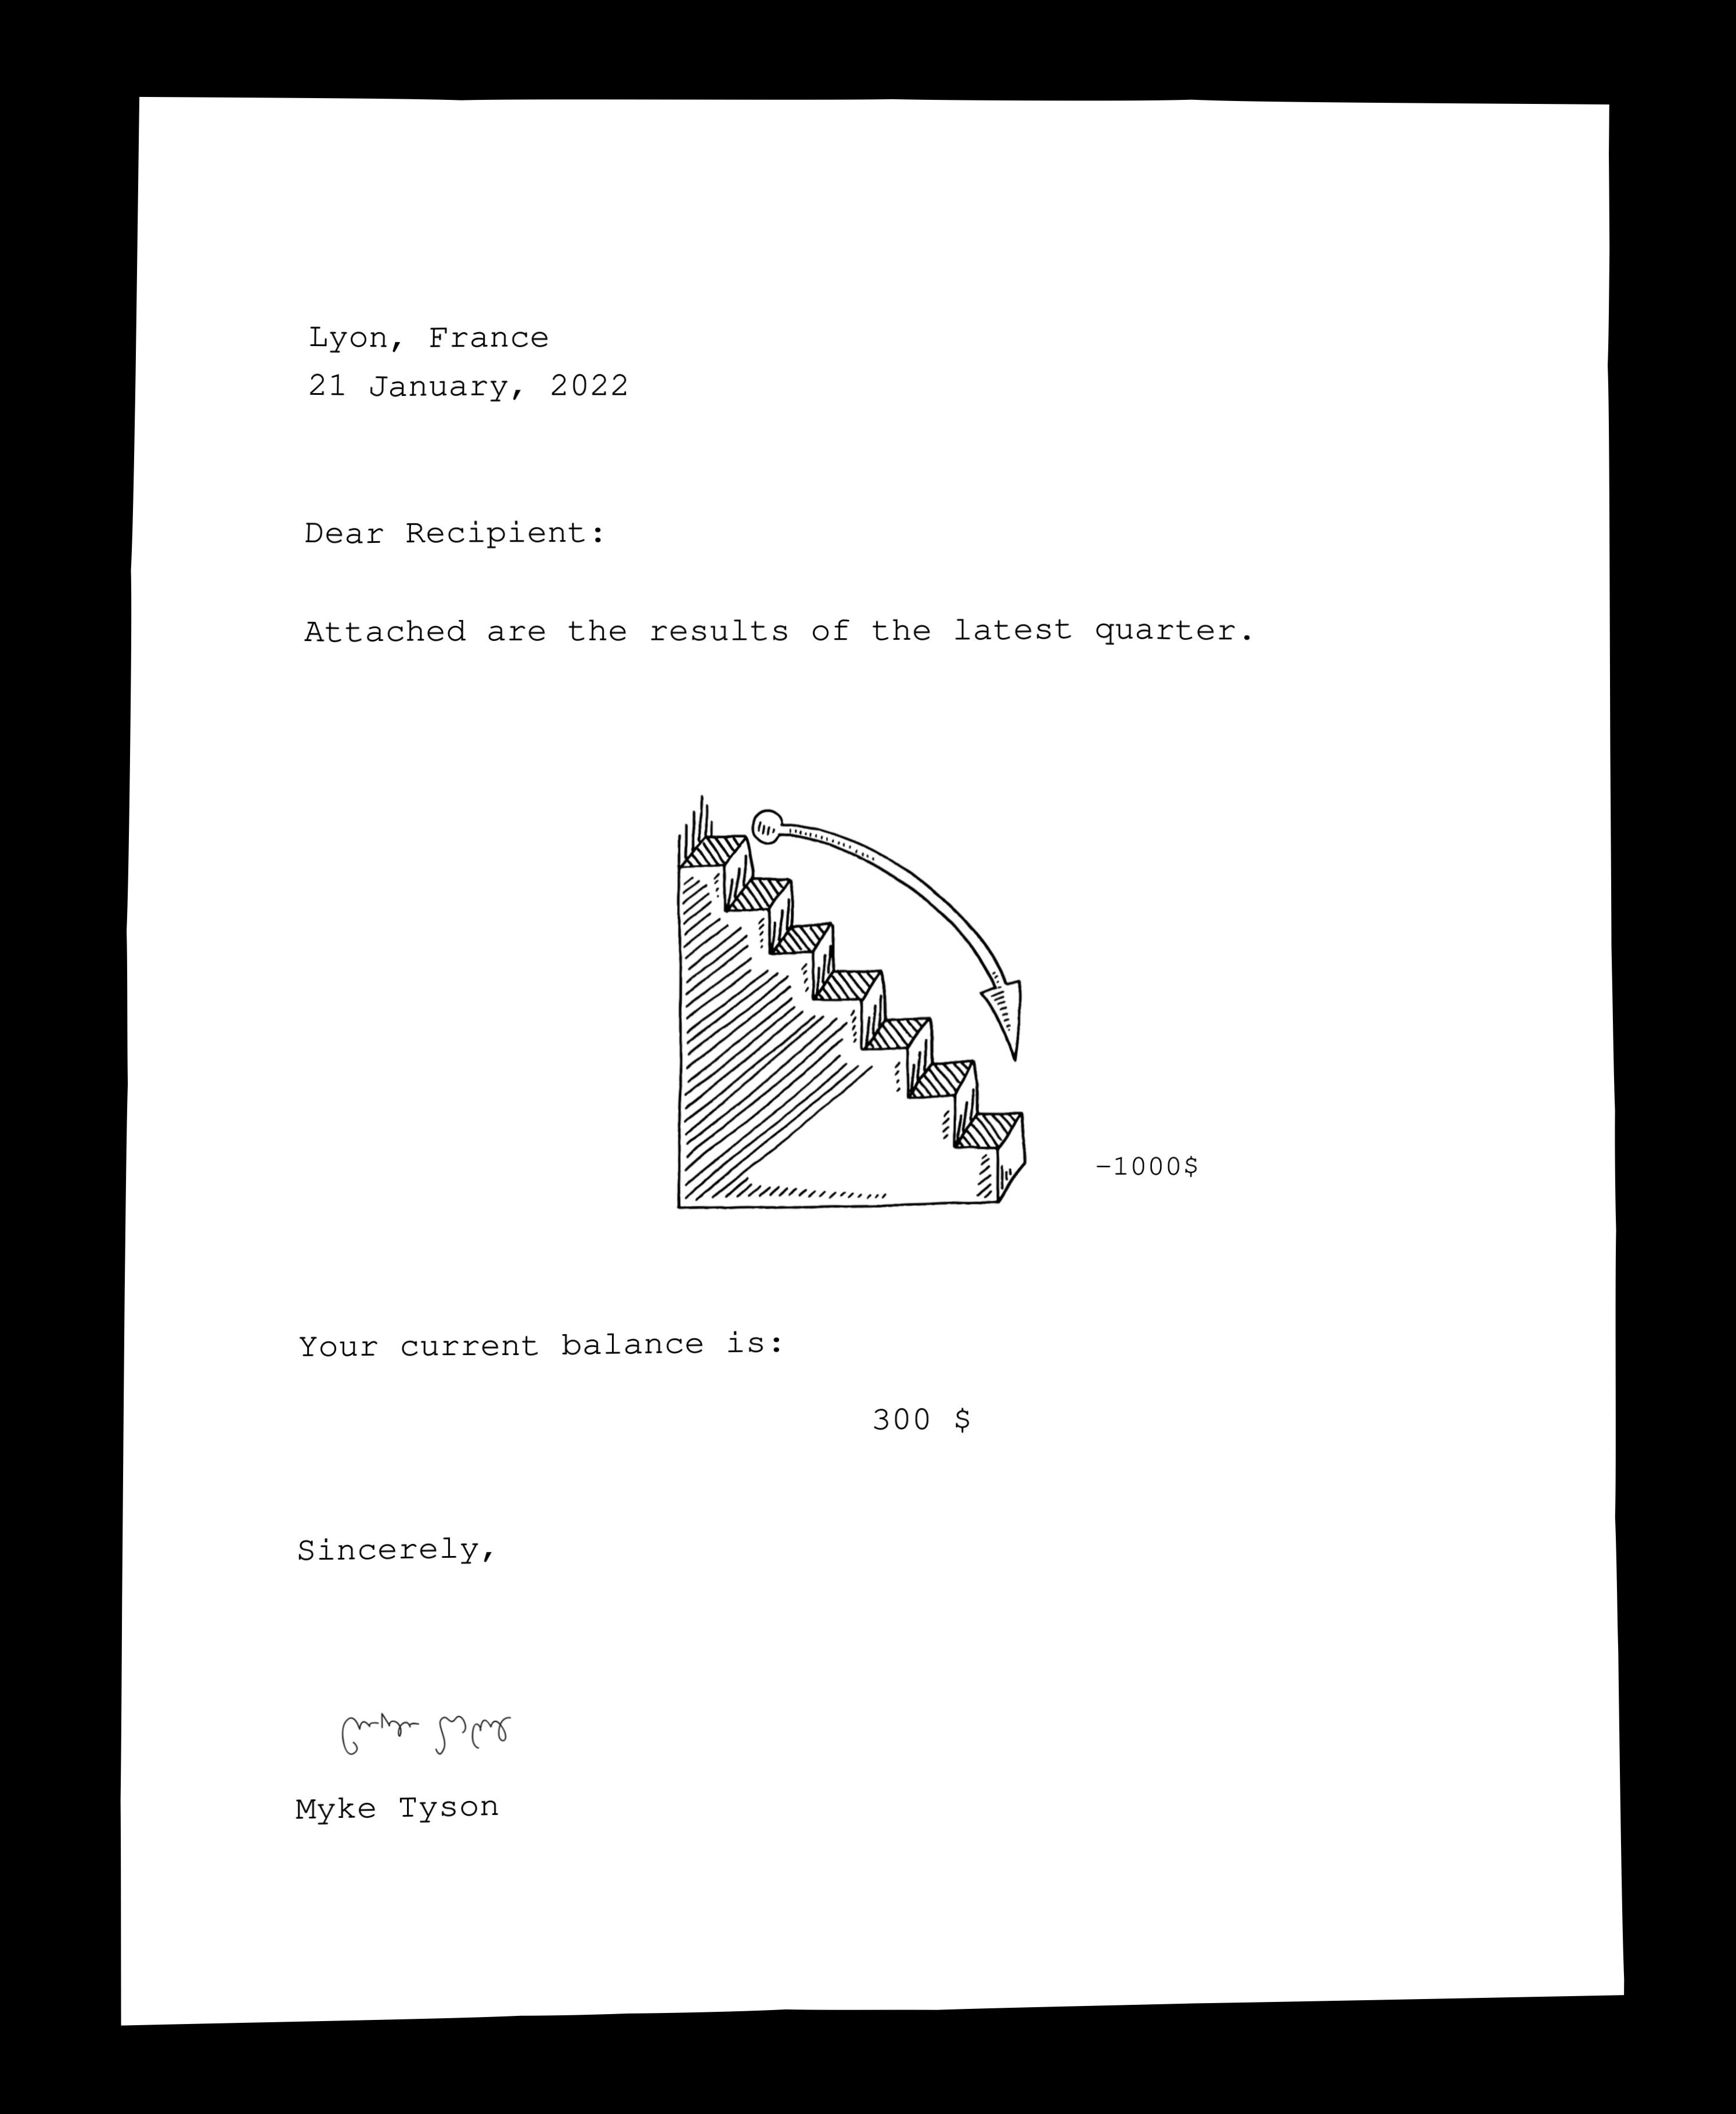 Lyon, France
21 January, 2022
Dear Recipient:
Attached are the results of the latest quarter.
-1000$
Your current balance is:
300 $
Sincerely,
Myke Tyson